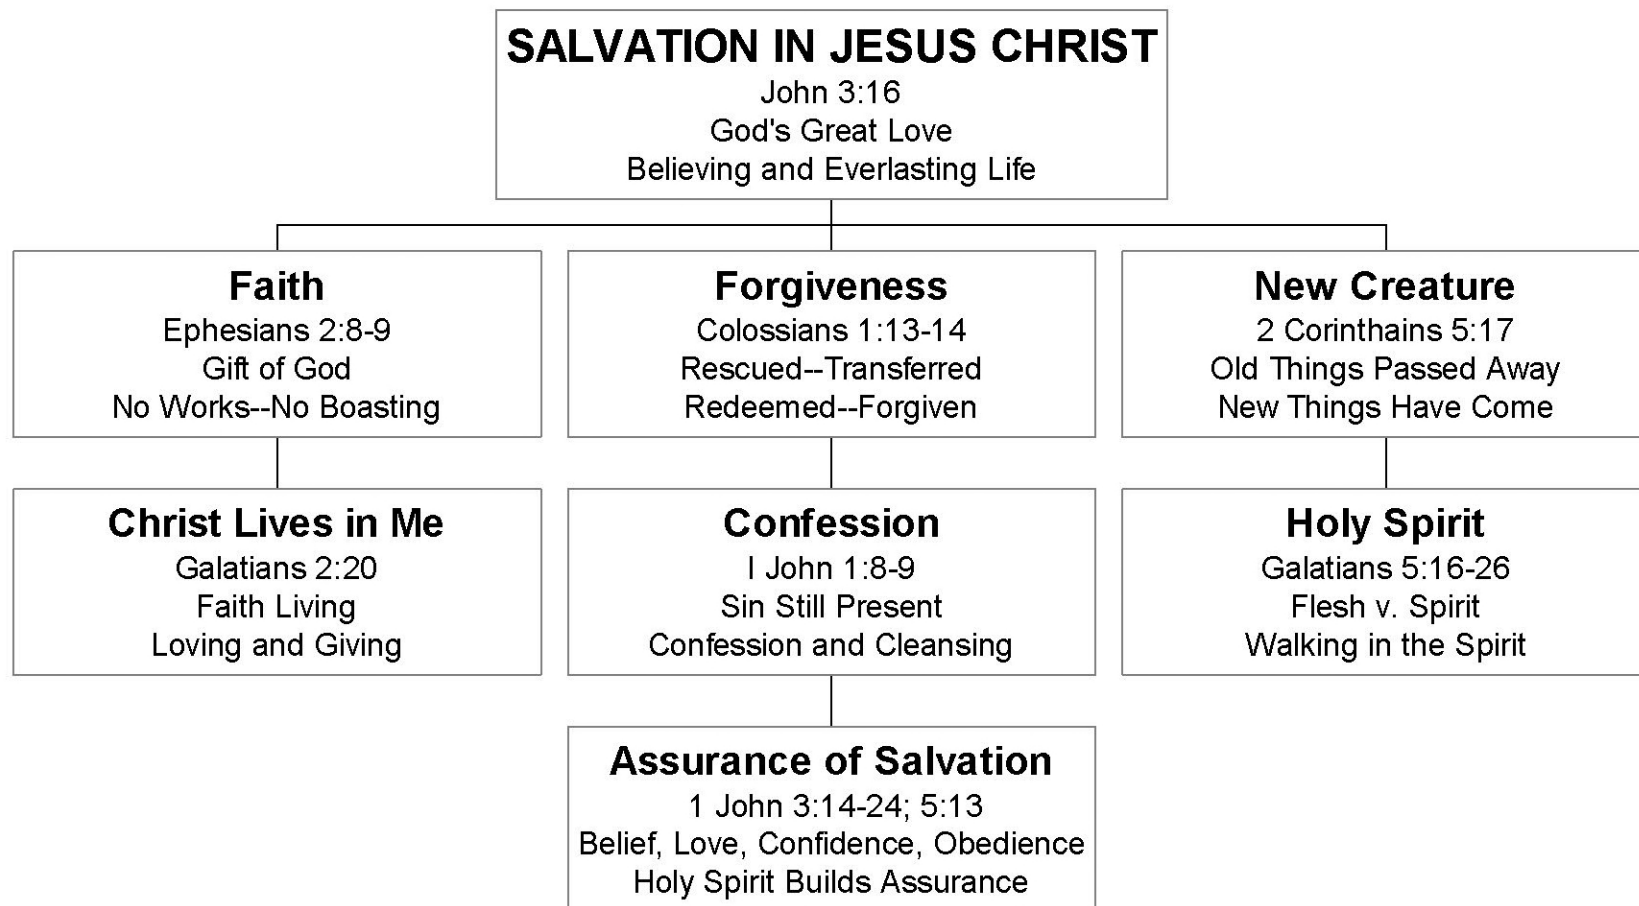 SALVATION IN JESUS CHRIST
John 3:16
God's Great Love
Believing and Everlasting Life
Faith
Ephesians 2:8-9
Gift of God
No Works--No Boasting
Forgiveness
Colossians 1:13-14
Rescued--Transferred
Redeemed--Forgiven
New Creature
2 Corinthains 5:17
Old Things Passed Away
New Things Have Come
Christ Lives in Me
Galatians 2:20
Faith Living
Loving and Giving
Confession
I John 1:8-9
Sin Still Present
Confession and Cleansing
Holy Spirit
Galatians 5:16-26
Flesh v. Spirit
Walking in the Spirit
Assurance of Salvation
1 John 3:14-24; 5:13
Belief, Love, Confidence, Obedience
Holy Spirit Builds Assurance